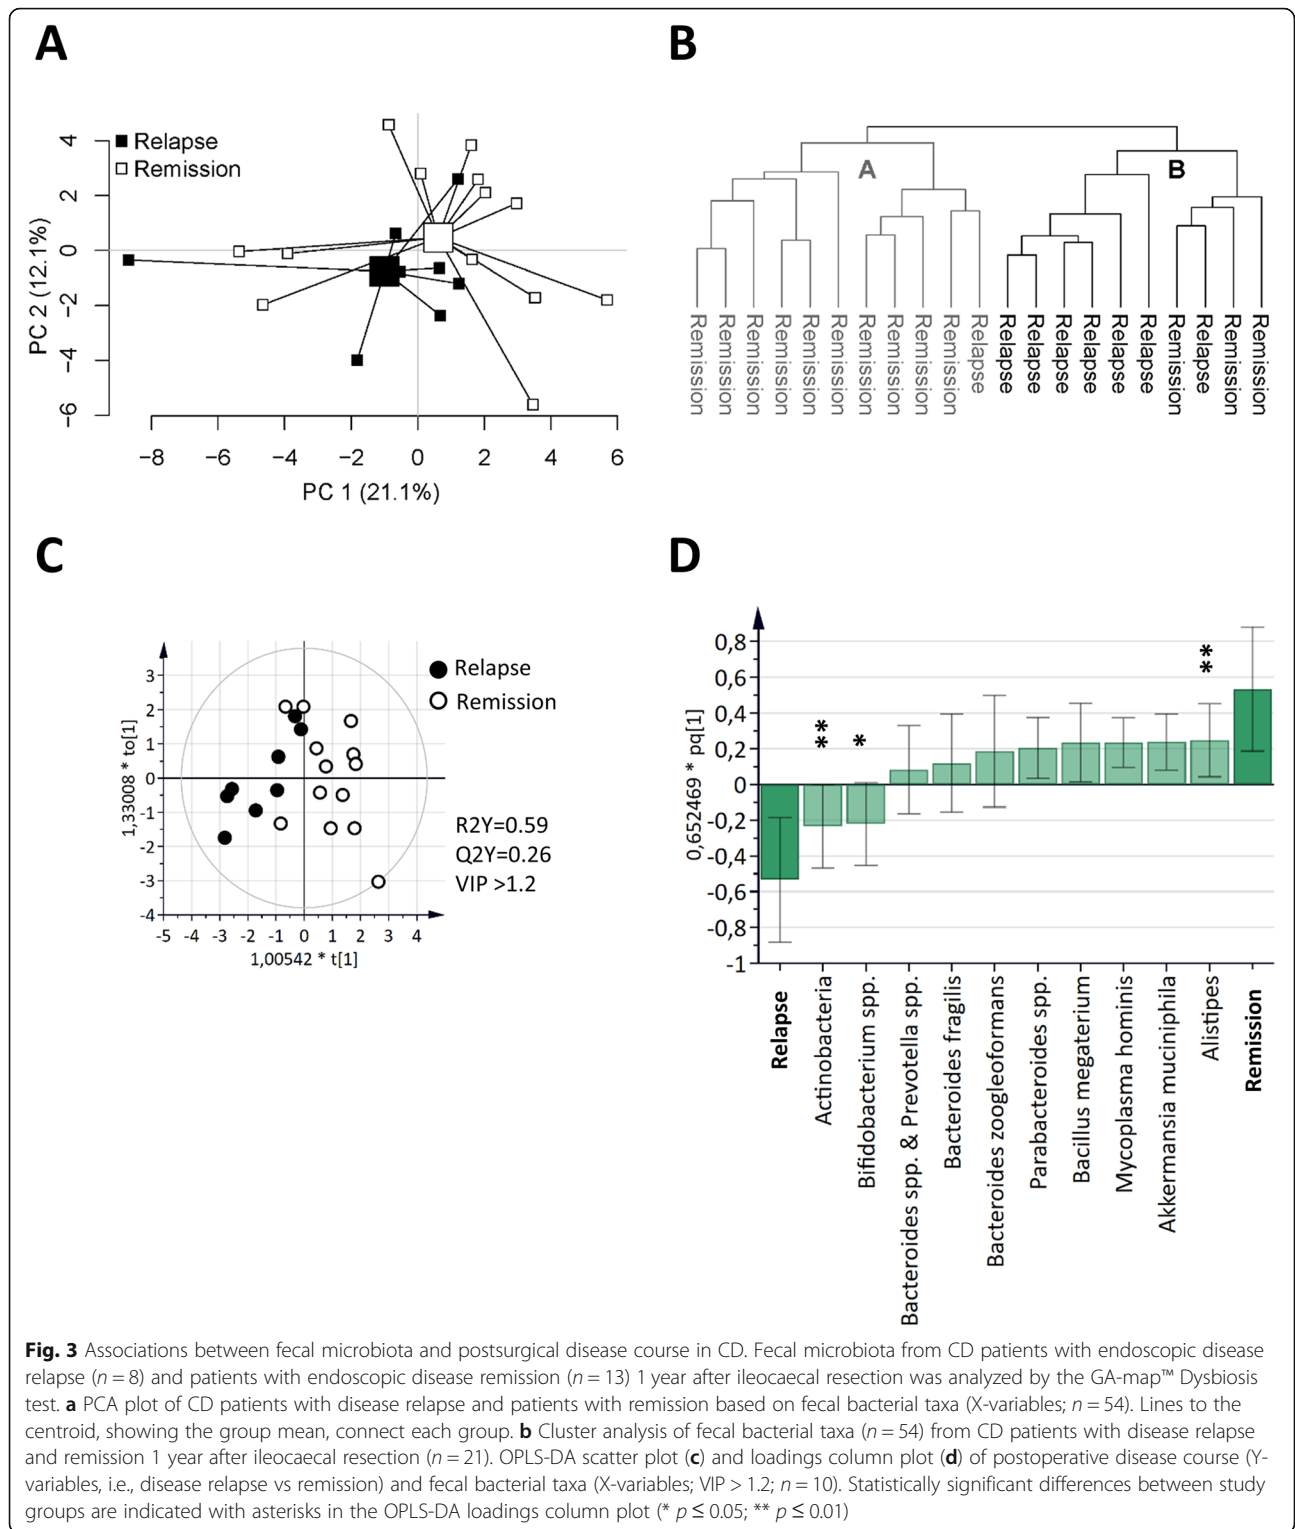 A
4
2
0
−2
−4
−6
PC 2 (12.1%)
Relapse
Remission
−8
−6
−4
−2
0
2
4
6
PC 1 (21.1%)
B
A
B
Remission
Remission
Remission
Remission
Remission
Remission
Remission
Remission
Remission
Remission
Relapse
Relapse
Relapse
Relapse
Relapse
Relapse
Relapse
Remission
Relapse
Remission
Remission
C
3
2
1
0
-1
-2
-3
-4
1,33008 * to[1]
-5 -4 -3 -2 -1 0 1 2 3 4
1,00542 * t[1]
Relapse
Remission
R2Y=0.59
Q2Y=0.26
VIP >1.2
D
0,8
0,6
0,4
0,2
0
-0,2
-0,4
-0,6
-0,8
-1
0,652469 * pq[1]
**
*
**
Relapse
Actinobacteria
Bifidobacterium spp.
Bacteroides spp. & Prevotella spp.
Bacteroides fragilis
Bacteroides zoogleoformans
Parabacteroides spp.
Bacillus megaterium
Mycoplasma hominis
Akkermansia muciniphila
Alistipes
Remission
Fig. 3 Associations between fecal microbiota and postsurgical disease course in CD. Fecal microbiota from CD patients with endoscopic disease
relapse (n = 8) and patients with endoscopic disease remission (n = 13) 1 year after ileocaecal resection was analyzed by the GA-map™ Dysbiosis
test. a PCA plot of CD patients with disease relapse and patients with remission based on fecal bacterial taxa (X-variables; n = 54). Lines to the
centroid, showing the group mean, connect each group. b Cluster analysis of fecal bacterial taxa (n = 54) from CD patients with disease relapse
and remission 1 year after ileocaecal resection (n = 21). OPLS-DA scatter plot (c) and loadings column plot (d) of postoperative disease course (Y-
variables, i.e., disease relapse vs remission) and fecal bacterial taxa (X-variables; VIP > 1.2; n = 10). Statistically significant differences between study
groups are indicated with asterisks in the OPLS-DA loadings column plot (* p ≤ 0.05; ** p ≤ 0.01)